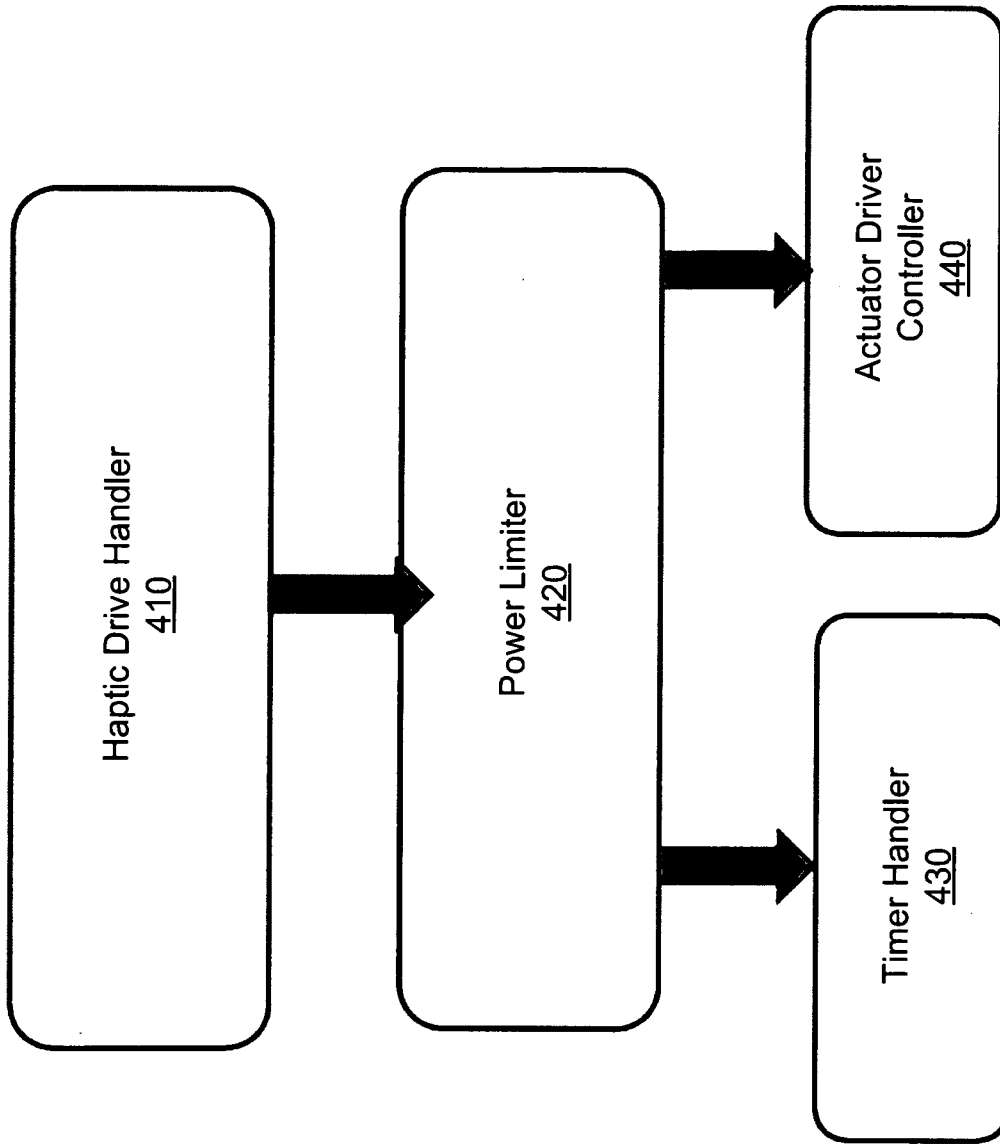 Haptic Drive Handler
410
Power Limiter
420
Timer Handler
430
Actuator Driver
Controller
440